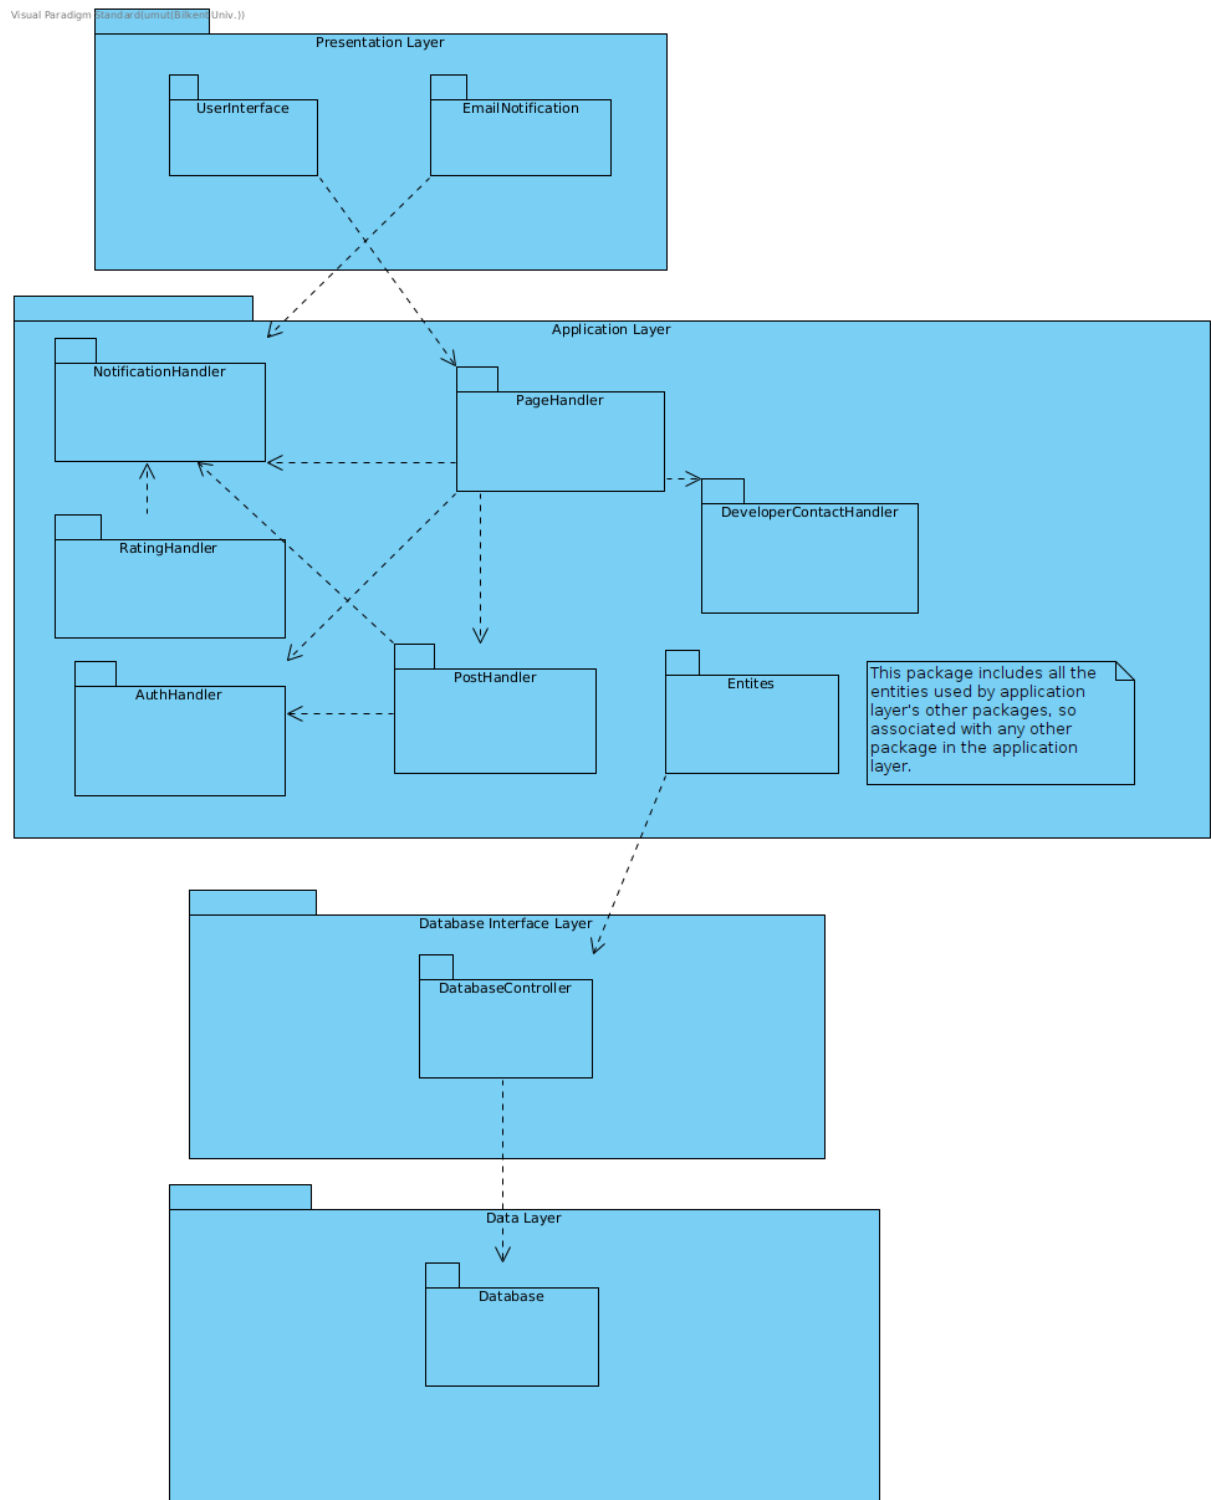 Visual Paradigm Standard(umut(Bilkent Univ.))
Presentation Layer
UserInterface
EmailNotification
Application Layer
NotificationHandler
PageHandler
DeveloperContactHandler
RatingHandler
PostHandler
Entites
AuthHandler
This package includes all the
entities used by application
layer's other packages, so
associated with any other
package in the application
layer.
Database Interface Layer
DatabaseController
Data Layer
Database